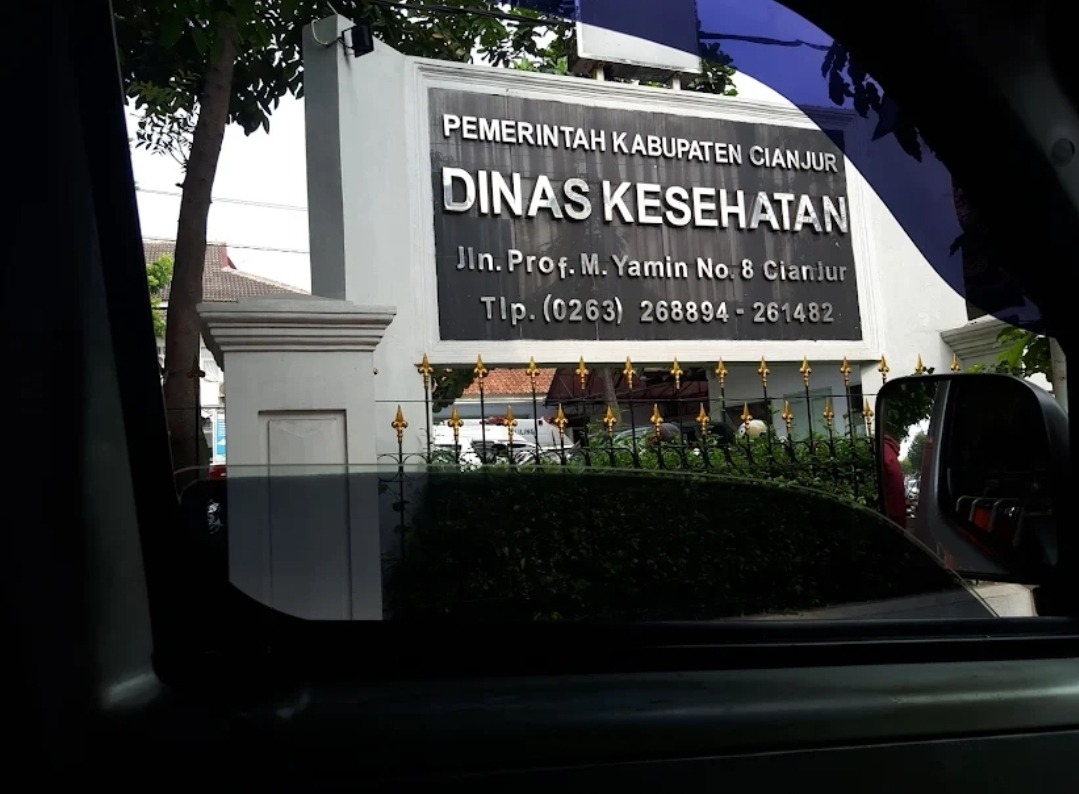 PEMERINTAH KABUPATEN CIANJUR
DINAS KESEHATAN
Jln. Prof. M. Yamin No. 8 Cianjur
Tlp. (0263) 268894 - 261482